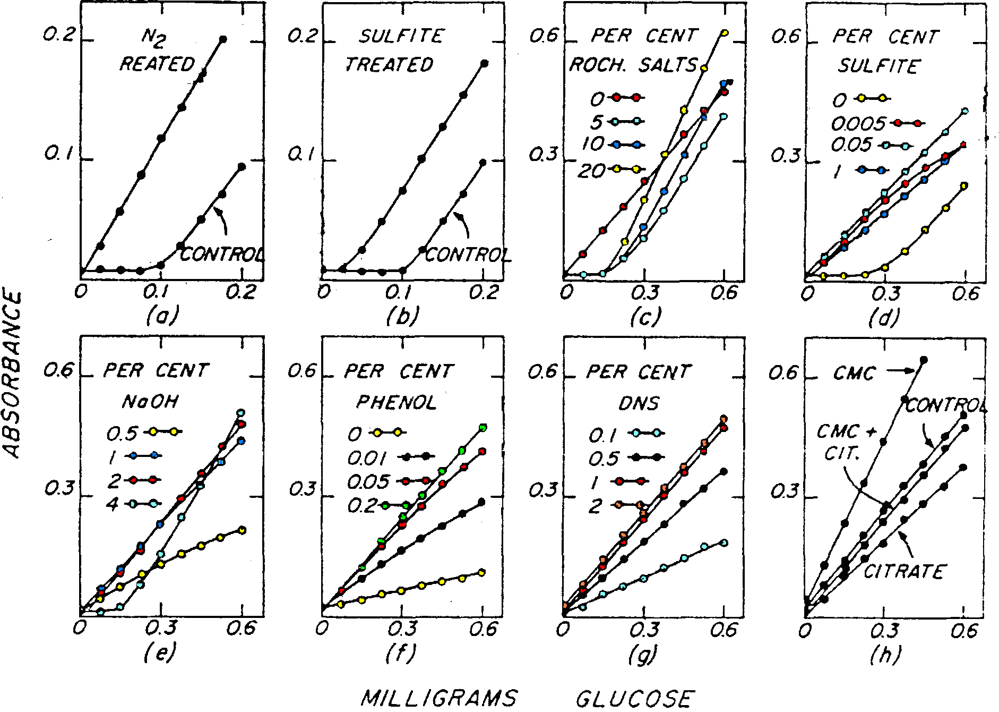 N2
REATED
0.2
0.1
CONTROL
0 0.1 0.2
(a)
SULFITE
TREATED
0.2
0.1
CONTROL
0 0.1 0.2
(b)
PER CENT
ROCH. SALTS
0.6
0.3
0
5
10
20
0 0.3 0.6
(c)
PER CENT
SULFITE
0.6
0.3
0
0.005
0.05
1
0 0.3 0.6
(d)
ABSORBANCE
PER CENT
NaOH
0.6
0.3
0.5
1
2
4
0 0.3 0.6
(e)
PER CENT
PHENOL
0.6
0.3
0
0.01
0.05
0.2
0 0.3 0.6
(f)
PER CENT
DNS
0.6
0.3
0.1
0.5
1
2
0 0.3 0.6
(g)
0.6
0.3
CMC
CONTROL
CMC +
CIT.
CITRATE
0 0.3 0.6
(h)
MILLIGRAMS GLUCOSE